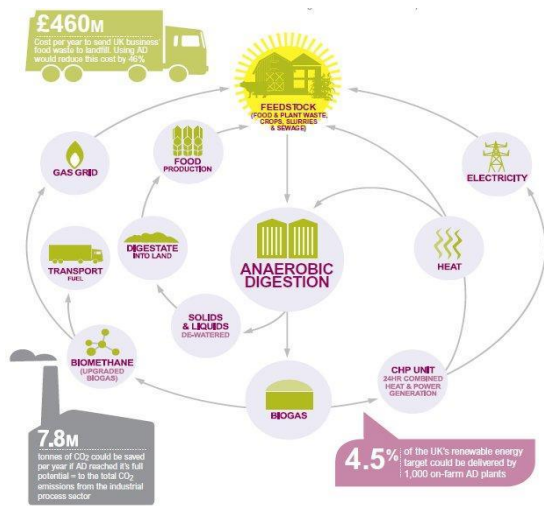 £460M
Cost per year to send UK business'
food waste to landfill. Using AD
would reduce this cost by 46%
FEEDSTOCK
(FOOD & PLANT WASTE,
CROPS, SLURRIES
& SEWAGE)
GAS GRID
FOOD
PRODUCTION
ELECTRICITY
TRANSPORT
FUEL
DIGESTATE
INTO LAND
ANAEROBIC
DIGESTION
HEAT
SOLIDS
& LIQUIDS
DE-WATERED
BIOMETHANE
(UPGRADED
BIOGAS)
BIOGAS
CHP UNIT
24HR COMBINED
HEAT & POWER
GENERATION
7.8M
tonnes of CO2 could be saved
per year if AD reached it's full
potential = to the total CO2
emissions from the industrial
process sector
4.5%
of the UK's renewable energy
target could be delivered by
1,000 on-farm AD plants